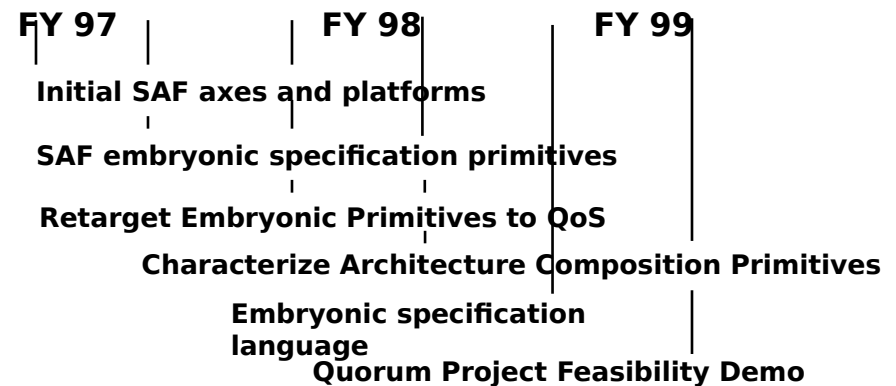 FY 97 FY 98 FY 99
Initial SAF axes and platforms
SAF embryonic specification primitives
Retarget Embryonic Primitives to QoS
Characterize Architecture Composition Primitives
Embryonic specification
language
Quorum Project Feasibility Demo